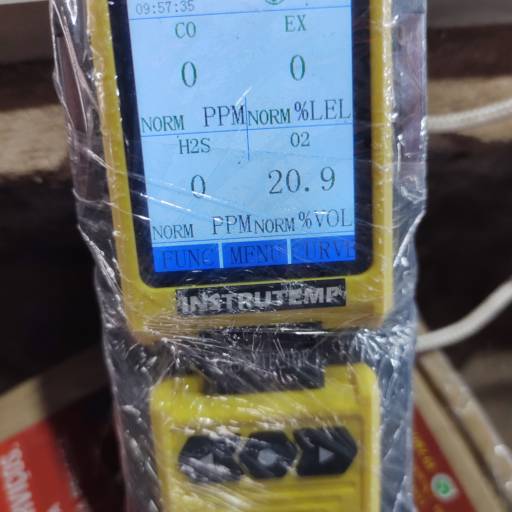 09:57:35
CO EX
0 0
NORM PPM NORM %LEL
H2S O2
0 20.9
NORM PPM NORM %VOL
FUNC MENU CURVE
INSTRUTEMP